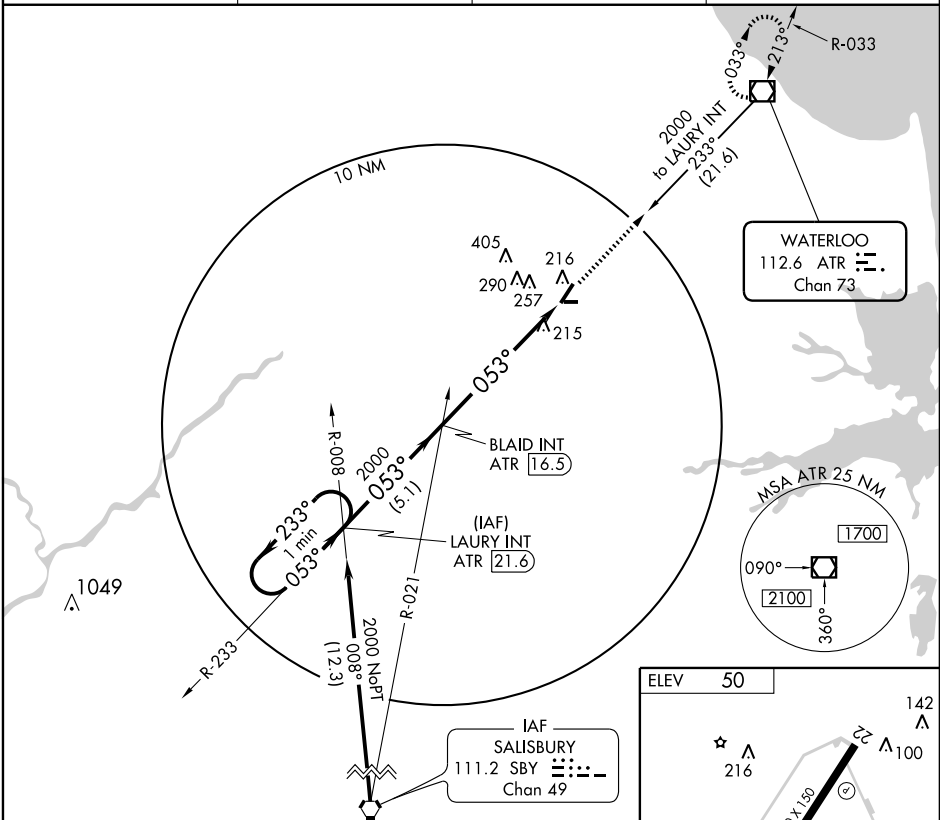 R-033
033°
213°
2000
to LAURY INT
233°
(21.6)
10 NM
WATERLOO
112.6 ATR
Chan 73
405
216
290
257
215
053°
BLAID INT
ATR 16.5
R-008
2000
053°
(5.1)
(IAF)
LAURY INT
ATR 21.6
233°
1 min
053°
1049
R-021
R-233
2000 NoPT
008°
(12.3)
MSA ATR 25 NM
1700
090°
2100
360°
IAF
SALISBURY
111.2 SBY
Chan 49
ELEV 50
142
22
100
216
X 150
P